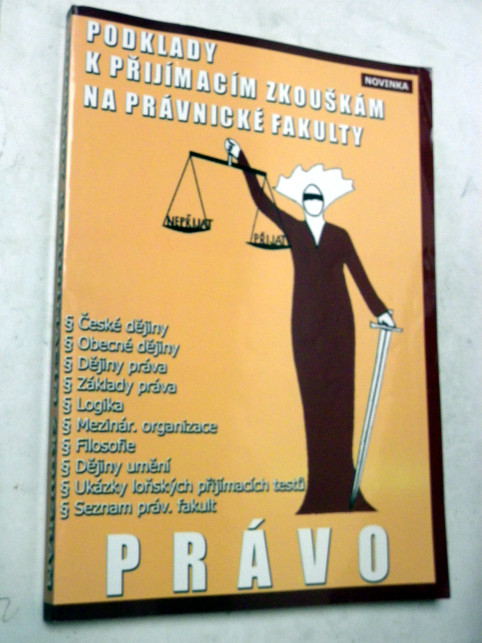 PODKLADY
K PŘIJÍMACÍM ZKOUŠKÁM
NA PRÁVNICKÉ FAKULTY
NOVINKA
NEPŘIJAT
PŘIJAT
§ České dějiny
§ Obecné dějiny
§ Dějiny práva
§ Základy práva
§ Logika
§ Mezinár. organizace
§ Filosofie
§ Dějiny umění
§ Ukázky loňských přijímacích testů
§ Seznam práv. fakult
PRÁVO